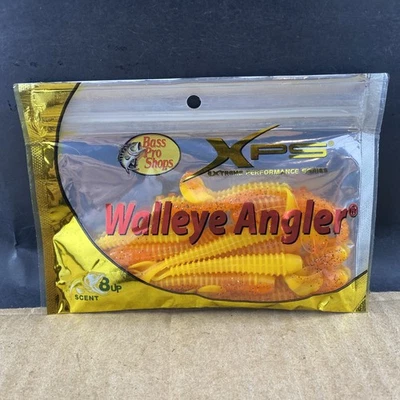 Bass
Pro
Shops
XPS
EXTREME PERFORMANCE SERIES
Walleye Angler®
8UP
SCENT